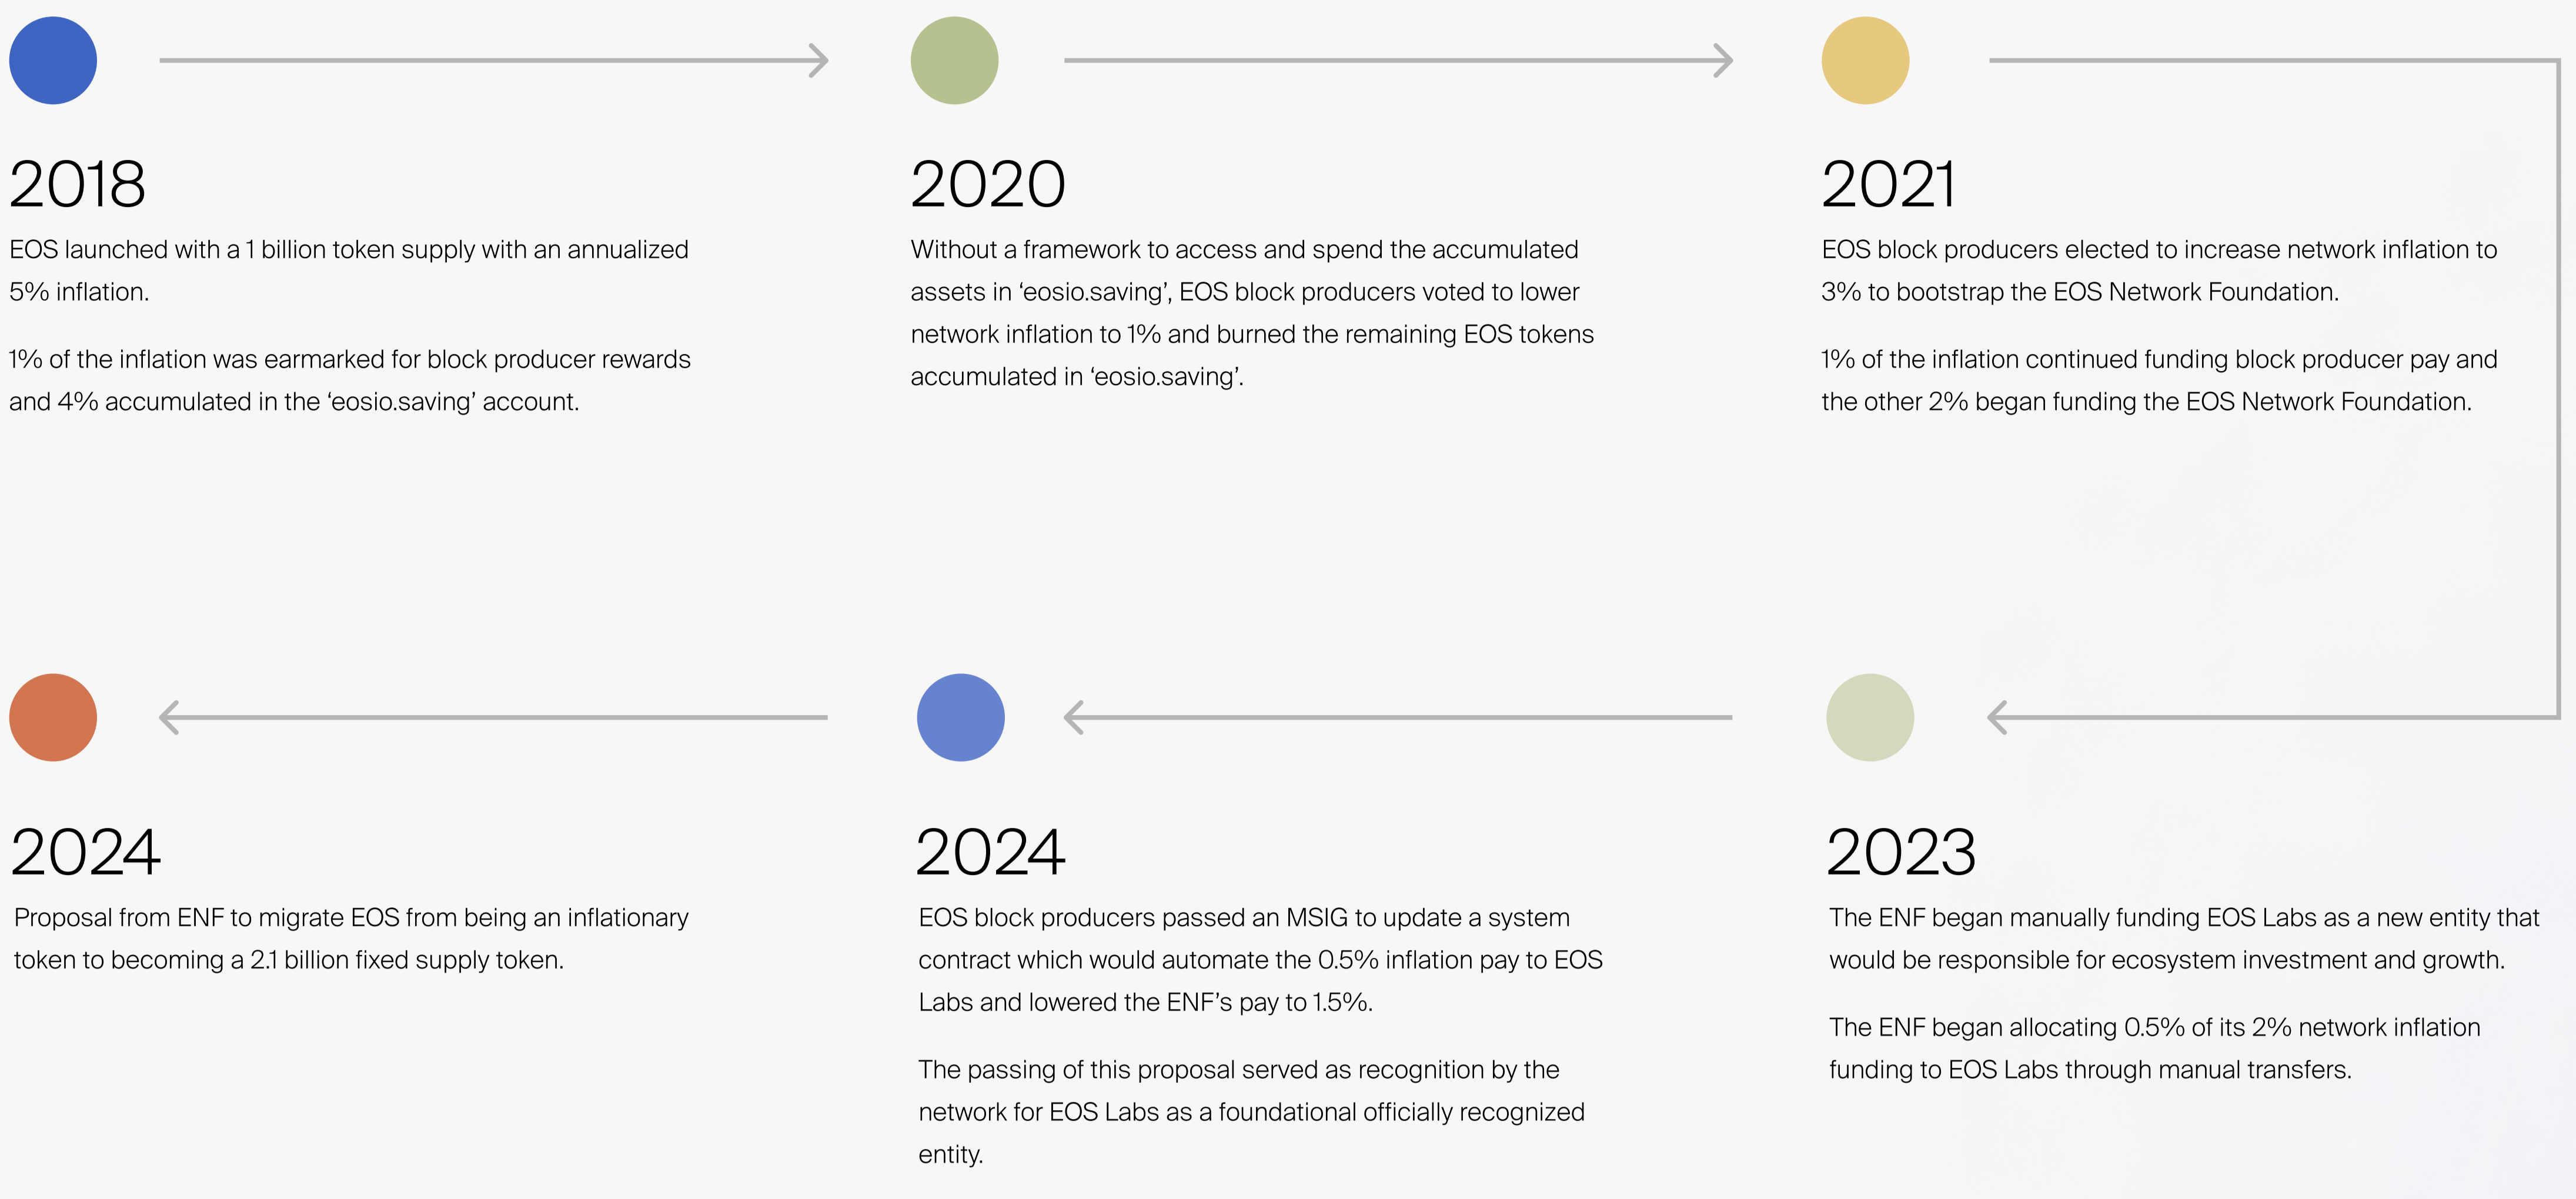 2018
EOS launched with a 1 billion token supply with an annualized
5% inflation.
1% of the inflation was earmarked for block producer rewards
and 4% accumulated in the ‘eosio.saving’ account.
2020
Without a framework to access and spend the accumulated
assets in ‘eosio.saving’, EOS block producers voted to lower
network inflation to 1% and burned the remaining EOS tokens
accumulated in ‘eosio.saving’.
2021
EOS block producers elected to increase network inflation to
3% to bootstrap the EOS Network Foundation.
1% of the inflation continued funding block producer pay and
the other 2% began funding the EOS Network Foundation.
2023
The ENF began manually funding EOS Labs as a new entity that
would be responsible for ecosystem investment and growth.
The ENF began allocating 0.5% of its 2% network inflation
funding to EOS Labs through manual transfers.
2024
EOS block producers passed an MSIG to update a system
contract which would automate the 0.5% inflation pay to EOS
Labs and lowered the ENF’s pay to 1.5%.
The passing of this proposal served as recognition by the
network for EOS Labs as a foundational officially recognized
entity.
2024
Proposal from ENF to migrate EOS from being an inflationary
token to becoming a 2.1 billion fixed supply token.